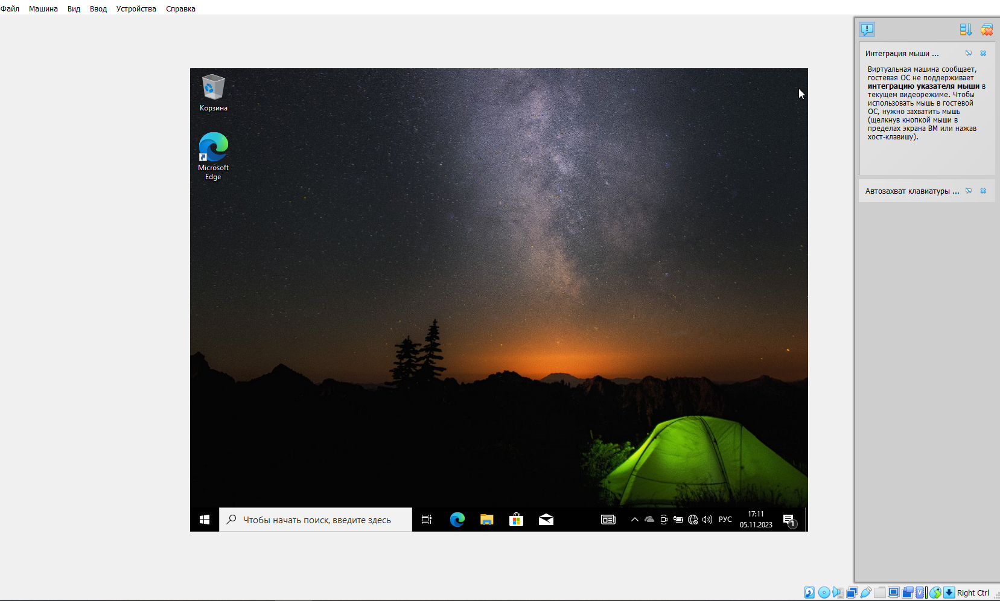 Файл Машина Вид Ввод Устройства Справка
Корзина
Microsoft
Edge
Интеграция мыши ...
Виртуальная машина сообщает,
гостевая ОС не поддерживает
интеграцию указателя мыши в
текущем видеорежиме. Чтобы
использовать мышь в гостевой
ОС, нужно захватить мышь
(щелкнув кнопкой мыши в
пределах экрана ВМ или нажав
хост-клавишу).
Автозахват клавиатуры ...
Чтобы начать поиск, введите здесь
РУС
17:11
05.11.2023
1
Right Ctrl